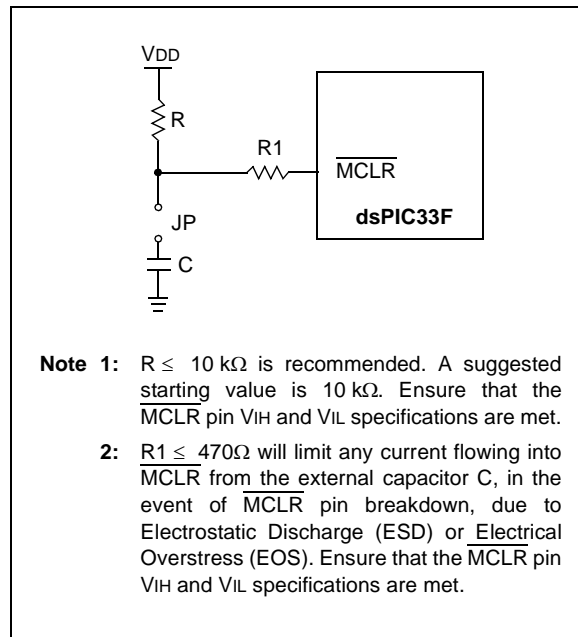 VDD
R
R1
MCLR
dsPIC33F
JP
C
Note 1: R ≤ 10 kΩ is recommended. A suggested
starting value is 10 kΩ. Ensure that the
MCLR pin VIH and VIL specifications are met.
2: R1 ≤ 470Ω will limit any current flowing into
MCLR from the external capacitor C, in the
event of MCLR pin breakdown, due to
Electrostatic Discharge (ESD) or Electrical
Overstress (EOS). Ensure that the MCLR pin
VIH and VIL specifications are met.